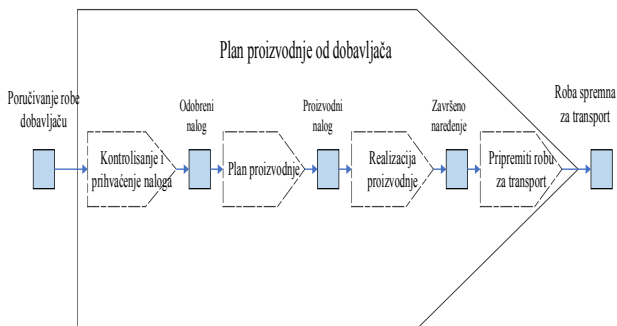 Plan proizvodnje od dobavljača
Poručivanje robe
dobavljaču
Kontrolisanje i
prihvaćenje naloga
Odobreni
nalog
Plan proizvodnje
Proizvodni
nalog
Realizacija
proizvodnje
Završeno
naređenje
Pripremiti robu
za transport
Roba spremna
za transport